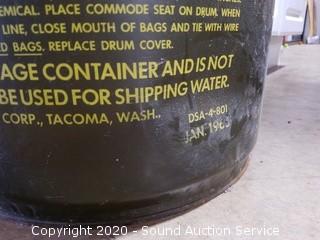 EMICAL. PLACE COMMODE SEAT ON DRUM. WHEN
LINE, CLOSE MOUTH OF BAGS AND TIE WITH WIRE
ED BAGS. REPLACE DRUM COVER.
AGE CONTAINER AND IS NOT
BE USED FOR SHIPPING WATER.
CORP., TACOMA, WASH..
DSA-4-801
JAN. 1963
Copyright 2020 - Sound Auction Service